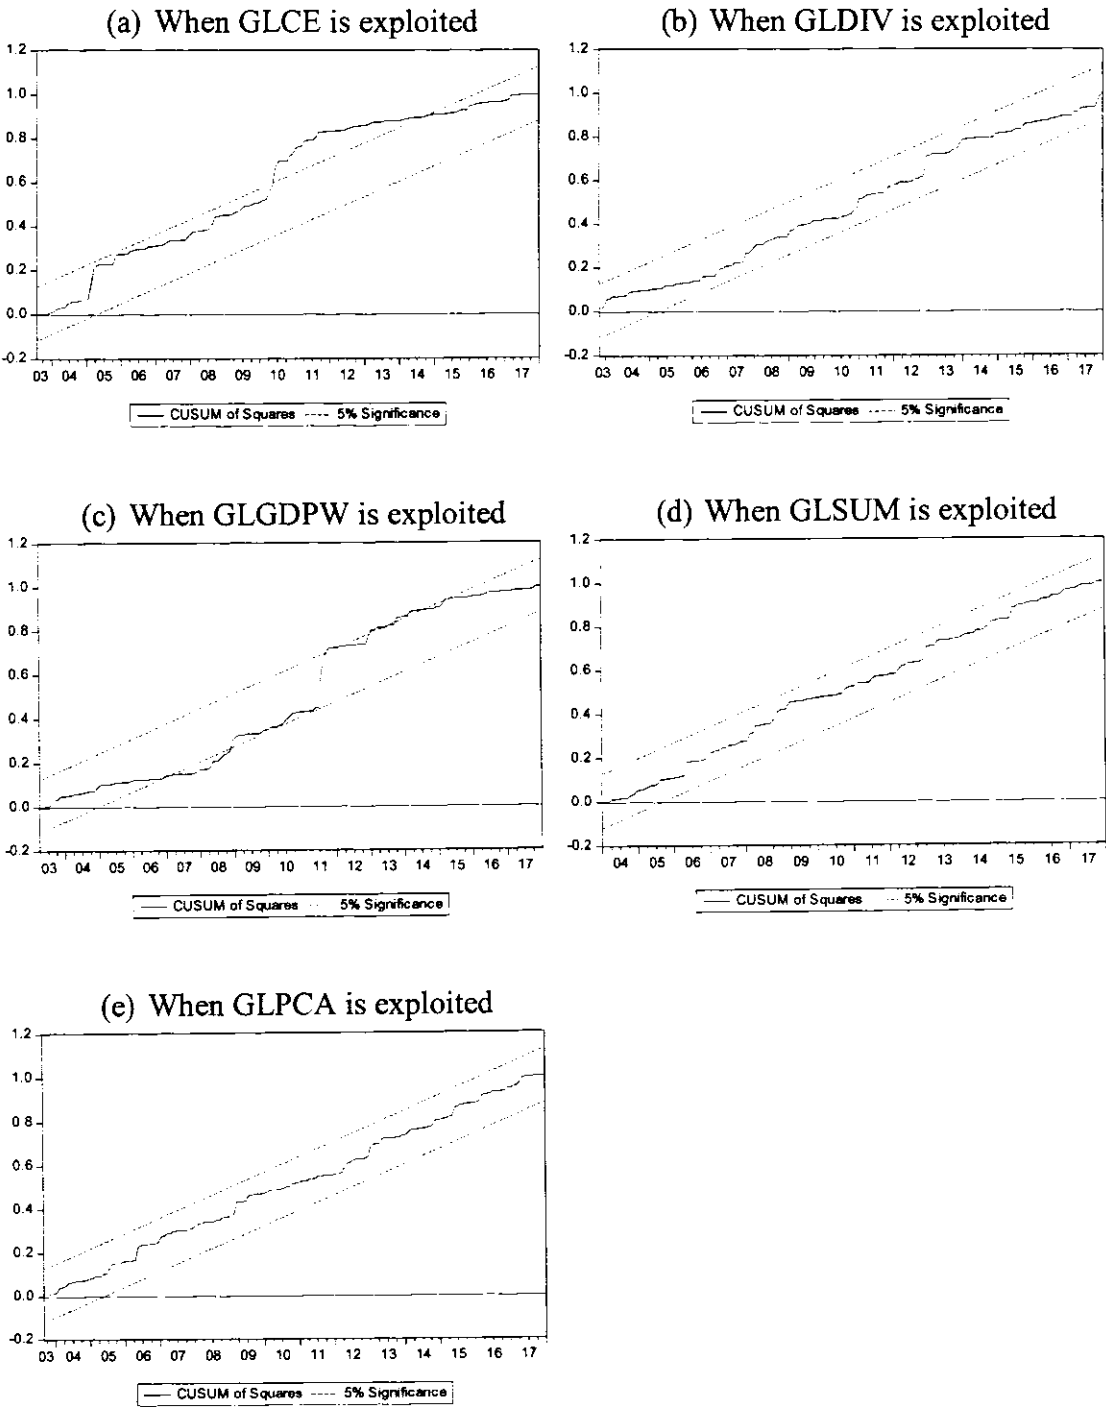 (a) When GLCE is exploited
1.2
1.0
0.8
0.6
0.4
0.2
0.0
-0.2
03 04 05 06 07 08 09 10 11 12 13 14 15 16 17
CUSUM of Squares 5% Significance
(b) When GLDIV is exploited
1.2
1.0
0.8
0.6
0.4
0.2
0.0
-0.2
03 04 05 06 07 08 09 10 11 12 13 14 15 16 17
CUSUM of Squares 5% Significance
(c) When GLGDPW is exploited
1.2
1.0
0.8
0.6
0.4
0.2
0.0
-0.2
03 04 05 06 07 08 09 10 11 12 13 14 15 16 17
CUSUM of Squares 5% Significance
(d) When GLSUM is exploited
1.2
1.0
0.8
0.6
0.4
0.2
0.0
-0.2
04 05 06 07 08 09 10 11 12 13 14 15 16 17
CUSUM of Squares 5% Significance
(e) When GLPCA is exploited
1.2
1.0
0.8
0.6
0.4
0.2
0.0
-0.2
03 04 05 06 07 08 09 10 11 12 13 14 15 16 17
CUSUM of Squares 5% Significance